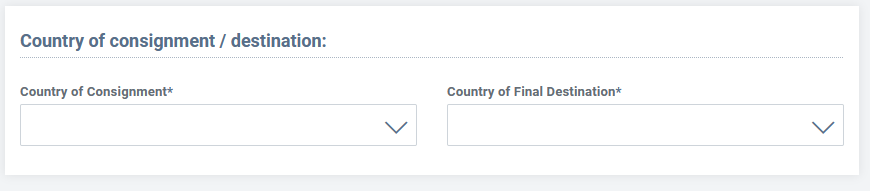 Country of consignment / destination:
Country of Consignment*
Country of Final Destination*